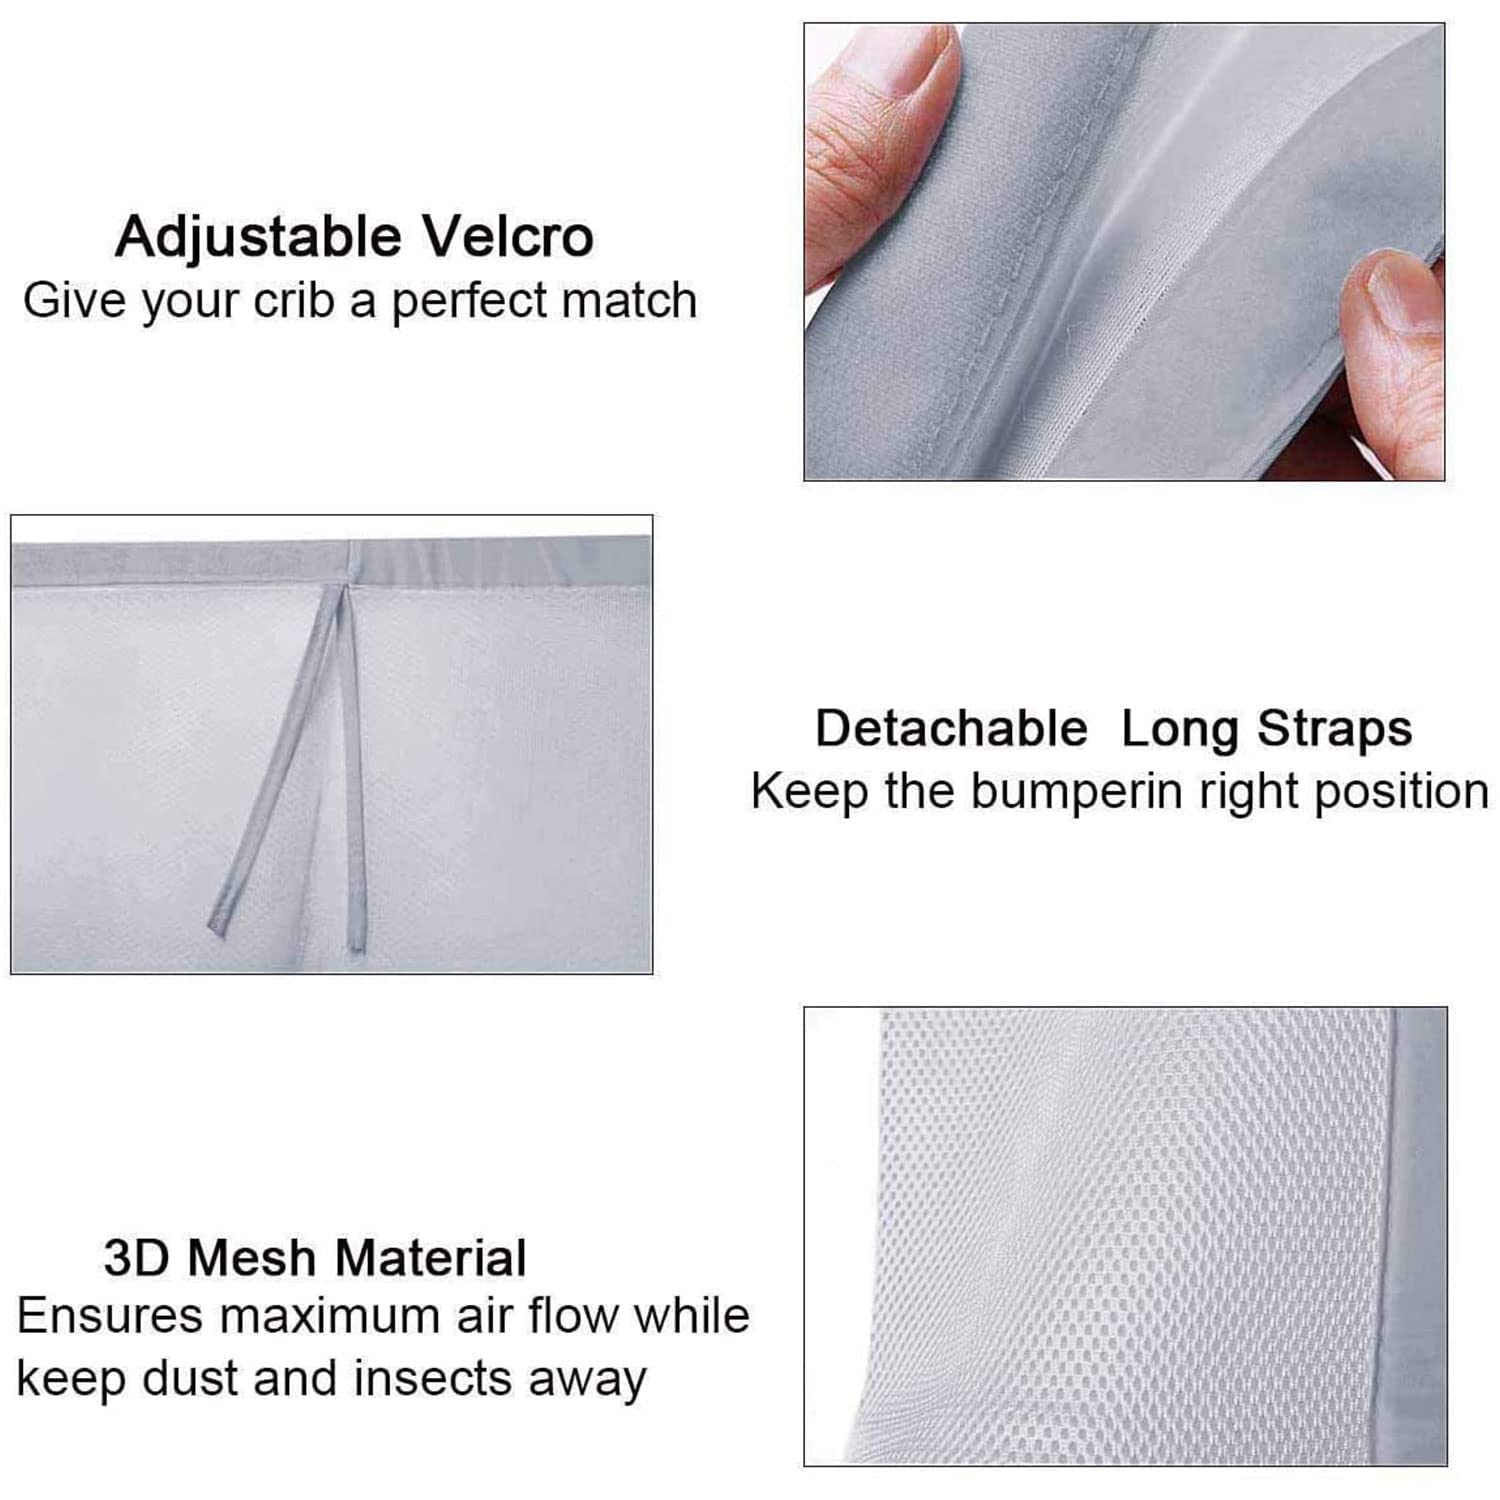 Adjustable Velcro
Give your crib a perfect match
Detachable Long Straps
Keep the bumperin right position
3D Mesh Material
Ensures maximum air flow while
keep dust and insects away